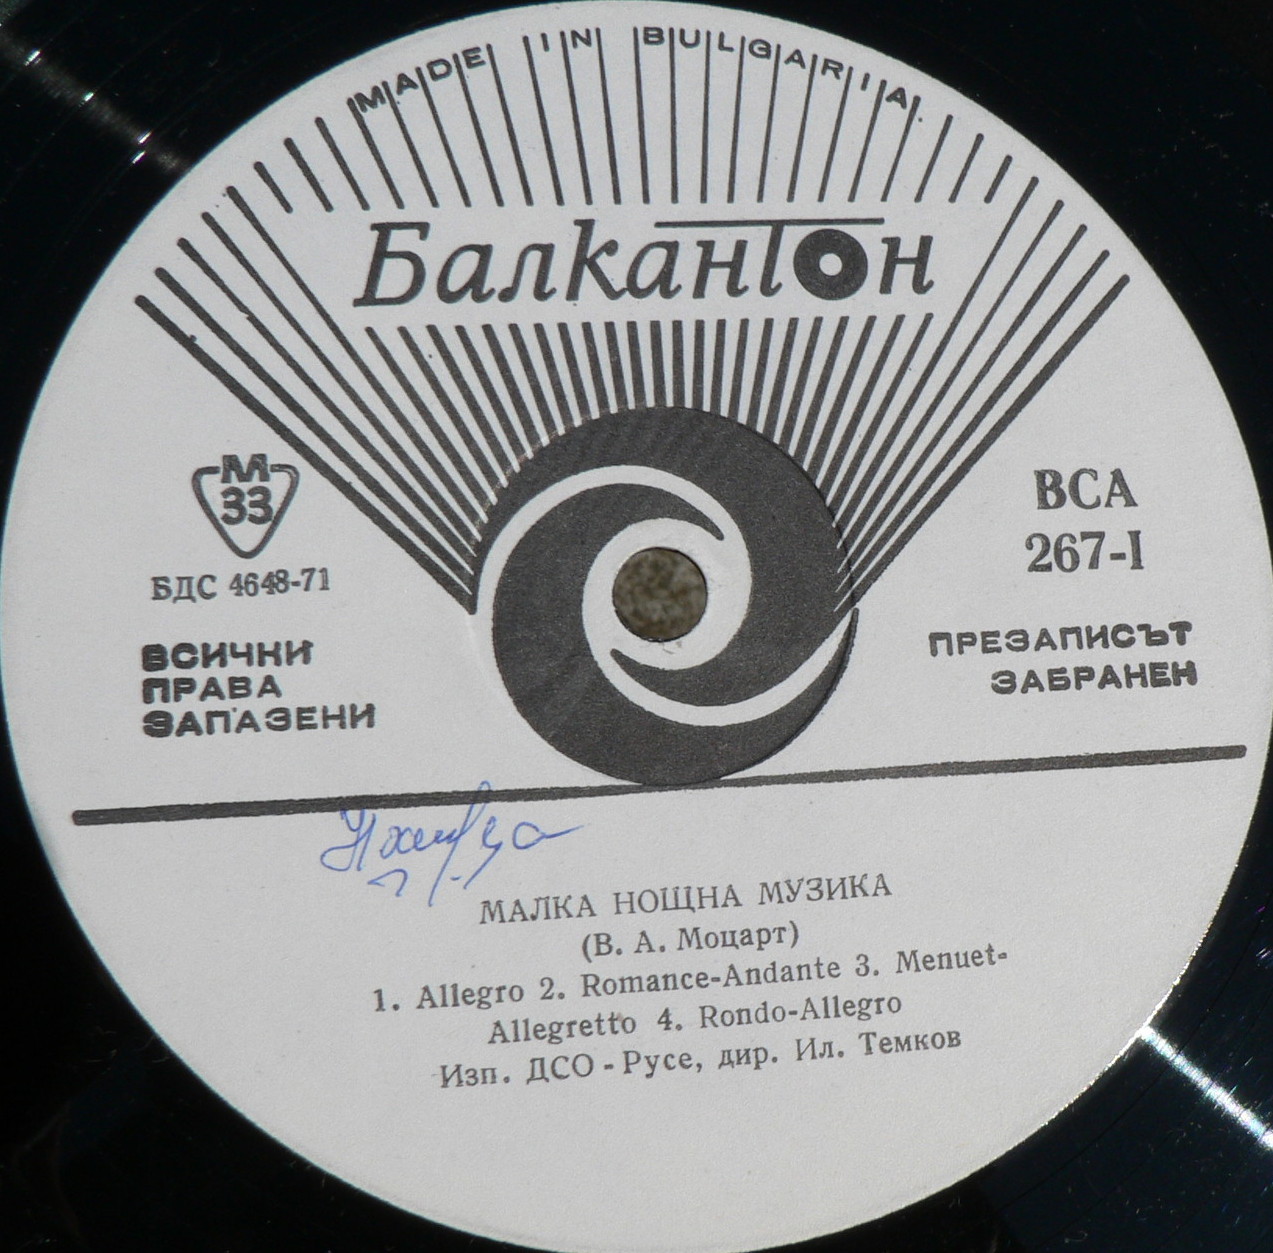 MADE IN BULGARIA
Балкантон
М
33
БДС 4648-71
ВСИЧКИ
ПРАВА
ЗАПАЗЕНИ
ВСА
267-I
ПРЕЗАПИСЪТ
ЗАБРАНЕН
МАЛКА НОЩНА МУЗИКА
(В. А. Моцарт)
1. Allegro 2. Romance-Andante 3. Menuet-
Allegretto 4. Rondo-Allegro
Изп. ДСО - Русе, дир. Ил. Темков